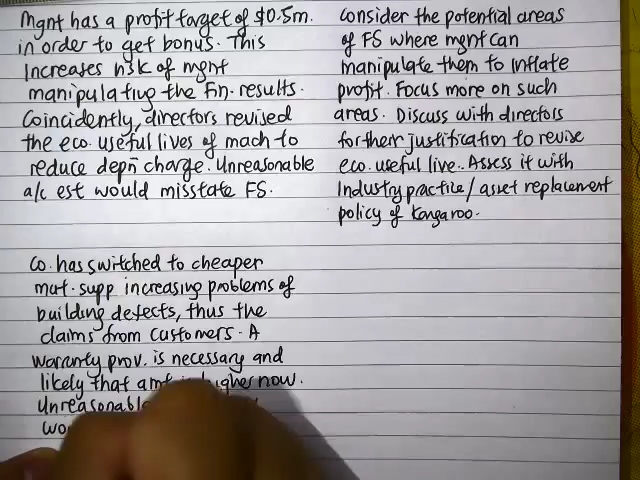 Mgnt has a profit target of $0.5m.
in order to get bonus. This
Increases risk of mgnt
manipulating the fin. results.
Coincidently, directors revised
the eco. useful lives of mach to
reduce depn charge. Unreasonable
a/c est would misstate FS.
Consider the potential areas
of FS where mgnt can
manipulate them to inflate
profit. Focus more on such
areas. Discuss with directors
for their justification to revise
eco. useful live. Assess it with
Industry practice / asset replacement
policy of Kangaroo.
Co. has switched to cheaper
mat. supp increasing problems of
building defects, thus the
claims from customers. A
warranty prov. is necessary and
likely that amt is higher now.